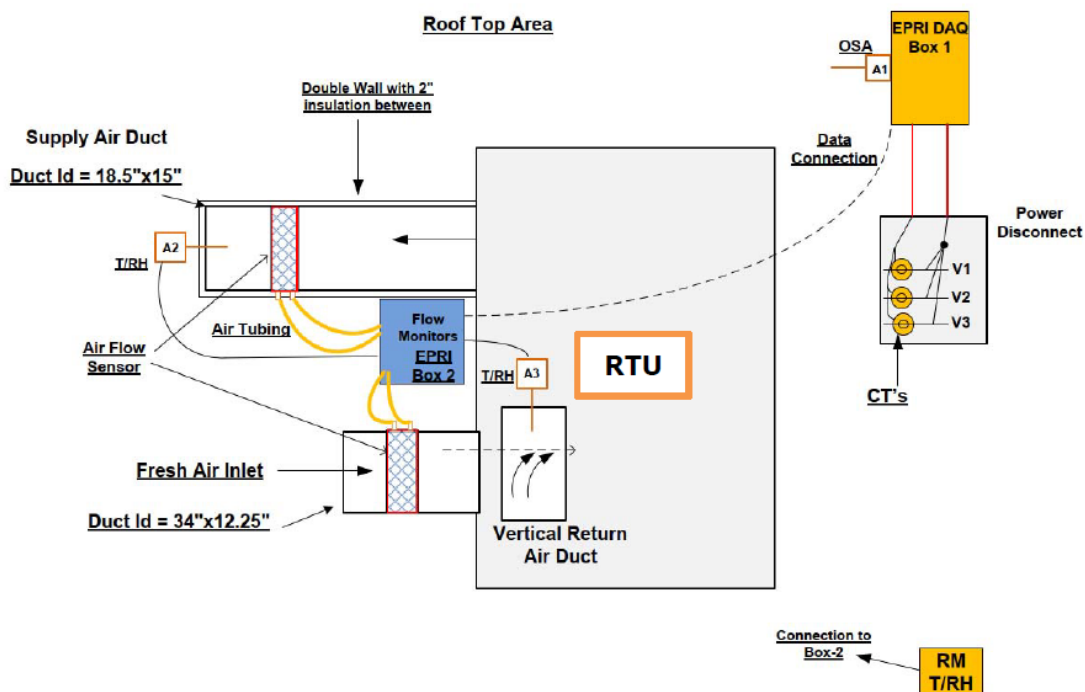 Roof Top Area
EPRI DAQ
Box 1
OSA
A1
Double Wall with 2"
insulation between
Supply Air Duct
Duct Id = 18.5"x15"
Data
Connection
Power
Disconnect
A2
T/RH
V1
V2
V3
Air Tubing
Flow
Monitors
EPRI
Box 2
Air Flow
Sensor
T/RH
A3
RTU
CT's
Fresh Air Inlet
Duct Id = 34"x12.25"
Vertical Return
Air Duct
Connection to
Box-2
RM
T/RH